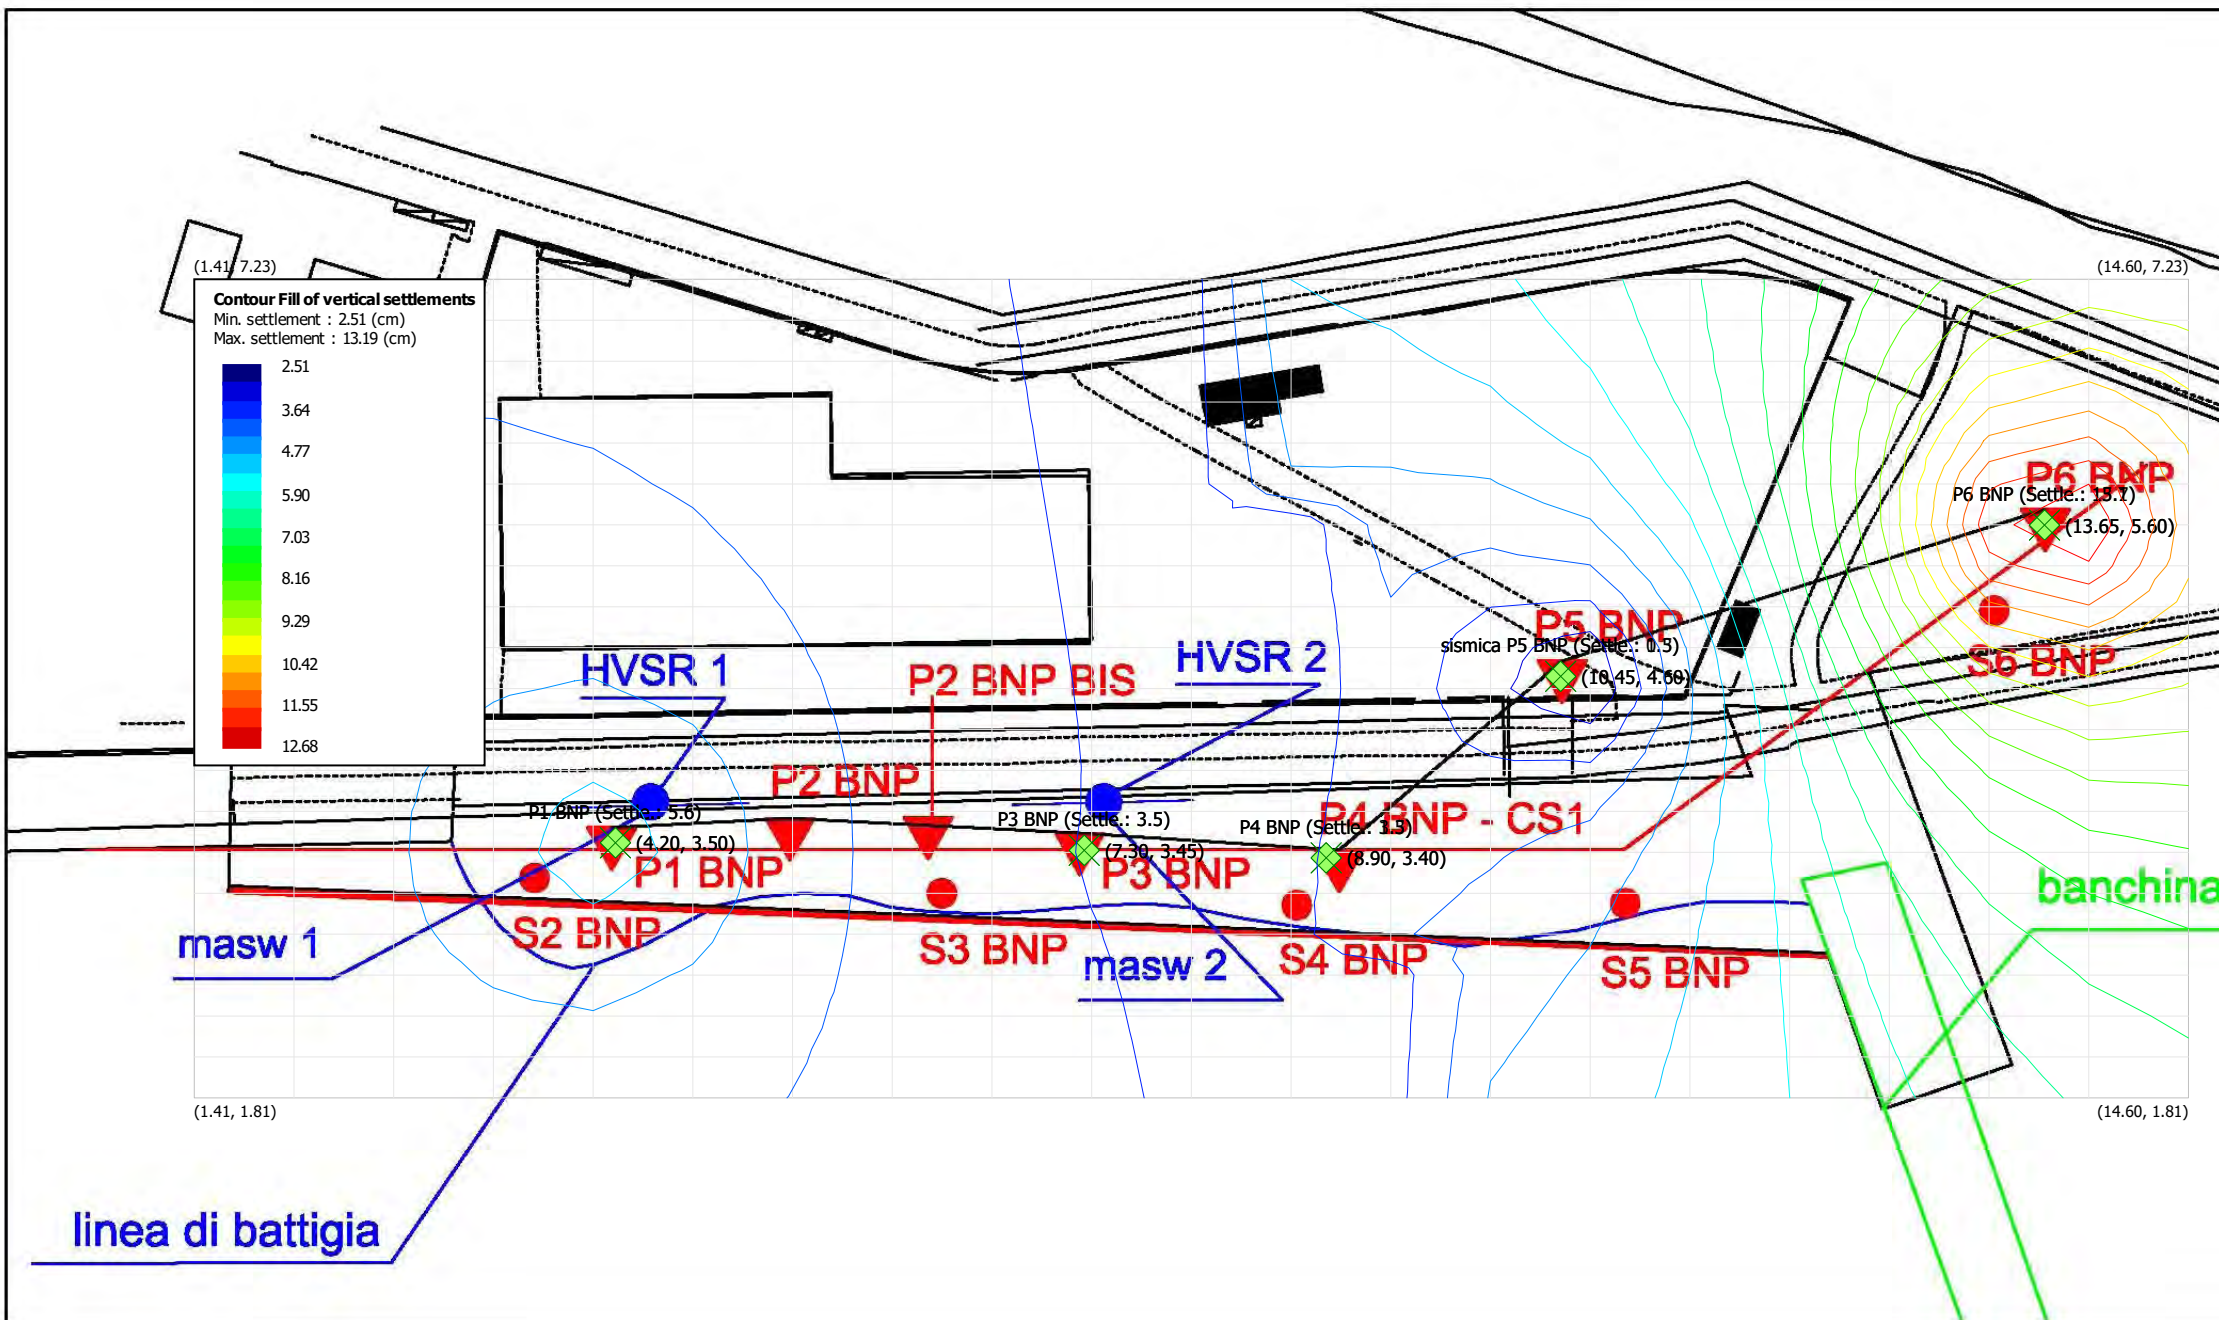 (1.41, 7.23)
(14.60, 7.23)
Contour Fill of vertical settlements
Min. settlement : 2.51 (cm)
Max. settlement : 13.19 (cm)
2.51
3.64
4.77
5.90
7.03
8.16
9.29
10.42
11.55
12.68
P6 BNP
P6 BNP (Settle.:
(13.65, 5.60)
S6 BNP
P5 BNP
sismica P5 BNP (Settle.:
(10.45, 4.60)
HVSR 1
HVSR 2
P2 BNP BIS
P2 BNP
P1 BNP (Settle.: 5.6)
(4.20, 3.50)
P1 BNP
P3 BNP (Settle.: 3.5)
(7.30, 3.45)
P3 BNP
P4 BNP - CS1
P4 BNP (Settle.: 3.5)
(8.90, 3.40)
banchina
masw 1
S2 BNP
S3 BNP
masw 2
S4 BNP
S5 BNP
(1.41, 1.81)
(14.60, 1.81)
linea di battigia